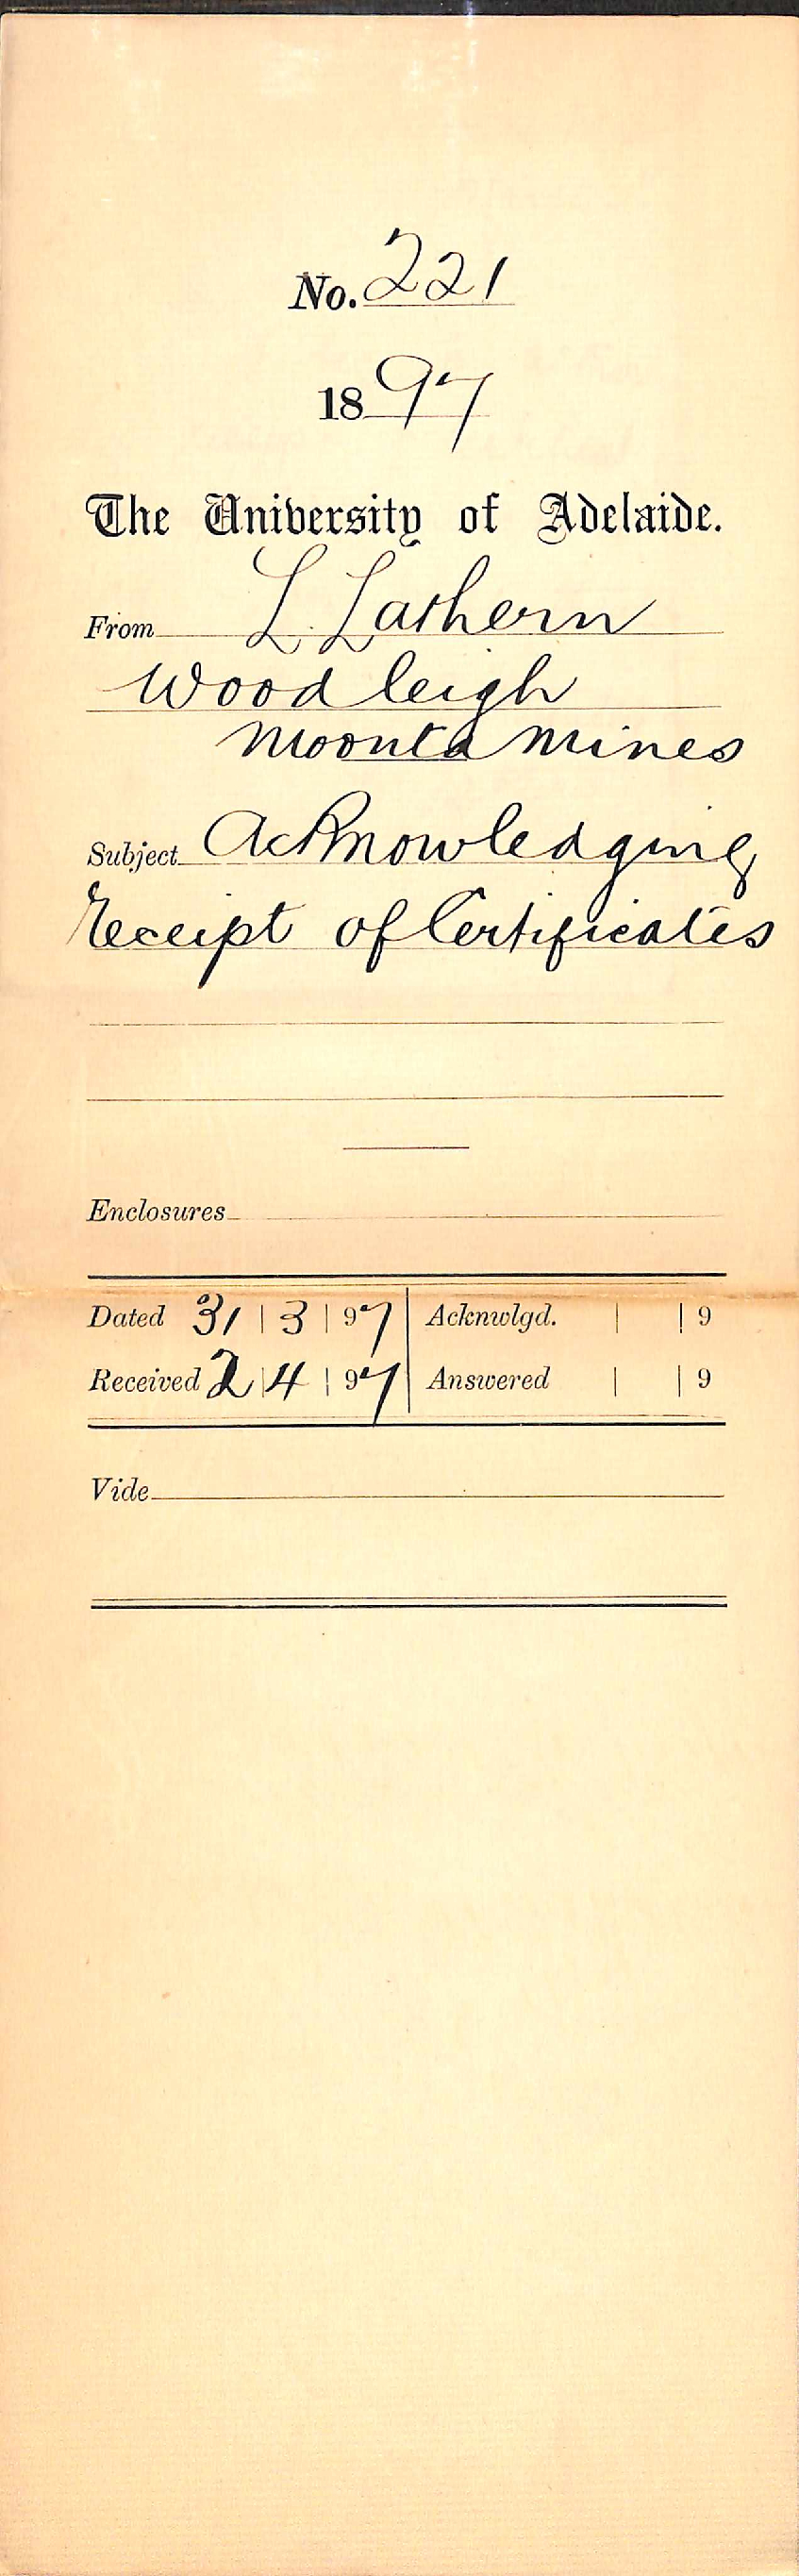 No. 221
1897
The University of Adelaide.
From L. Lathern
Woodleigh
Moonta Mines
Subject Acknowledging
Receipt of Certificates
Enclosures
Dated 31 | 3 | 97 Acknwlgd. | | 9
Received 2 | 4 | 97 Answered | | 9
Vide